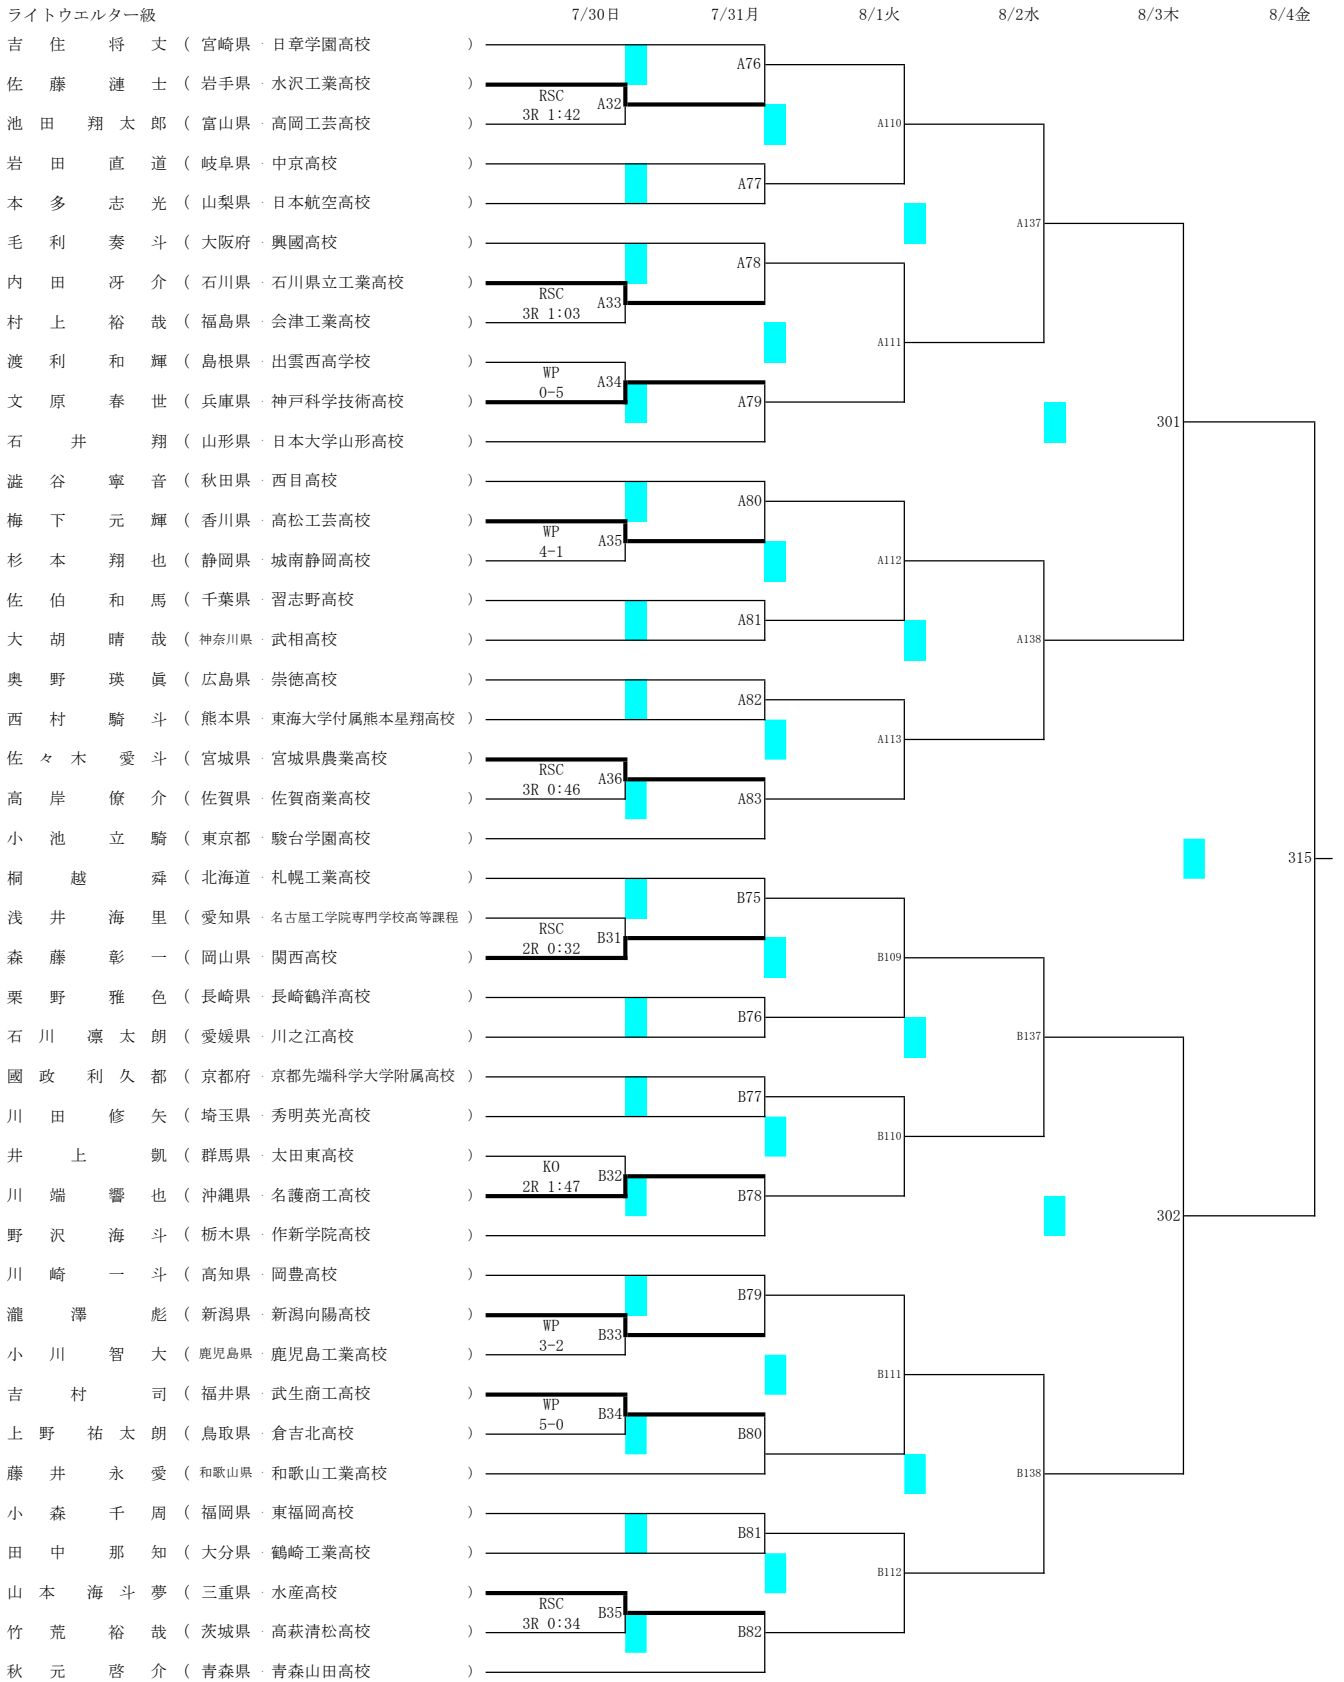 ライトウエルター級 7/30日 7/31月 8/1火 8/2水 8/3木 8/4金
吉住 将丈 ( 宮崎県 · 日章学園高校 )
A76
佐藤 漣士 ( 岩手県 · 水沢工業高校 )
RSC A32
3R 1:42
池田 翔太郎 ( 富山県 · 高岡工芸高校 )
A110
岩田 直道 ( 岐阜県 · 中京高校 )
A77
本多 志光 ( 山梨県 · 日本航空高校 )
A137
毛利 奏斗 ( 大阪府 · 興國高校 )
A78
内田 冴介 ( 石川県 · 石川県立工業高校 )
RSC A33
3R 1:03
村上 裕哉 ( 福島県 · 会津工業高校 )
A111
渡利 和輝 ( 島根県 · 出雲西高学校 )
WP A34
0-5
文原 春世 ( 兵庫県 · 神戸科学技術高校 )
A79
301
石井 翔 ( 山形県 · 日本大学山形高校 )
澁谷 寧音 ( 秋田県 · 西目高校 )
A80
梅下 元輝 ( 香川県 · 高松工芸高校 )
WP A35
4-1
杉本 翔也 ( 静岡県 · 城南静岡高校 )
A112
佐伯 和馬 ( 千葉県 · 習志野高校 )
A81
大胡 晴哉 ( 神奈川県 · 武相高校 )
A138
奥野 瑛眞 ( 広島県 · 崇徳高校 )
A82
西村 騎斗 ( 熊本県 · 東海大学付属熊本星翔高校 )
A113
佐々木 愛斗 ( 宮城県 · 宮城県農業高校 )
RSC A36
3R 0:46
高岸 僚介 ( 佐賀県 · 佐賀商業高校 )
A83
小池 立騎 ( 東京都 · 駿台学園高校 )
315
桐越 舜 ( 北海道 · 札幌工業高校 )
B75
浅井 海里 ( 愛知県 · 名古屋工学院専門学校高等課程 )
RSC B31
2R 0:32
森藤 彰一 ( 岡山県 · 関西高校 )
B109
栗野 雅色 ( 長崎県 · 長崎鶴洋高校 )
B76
石川 凛太朗 ( 愛媛県 · 川之江高校 )
B137
國政 利久都 ( 京都府 · 京都先端科学大学附属高校 )
B77
川田 修矢 ( 埼玉県 · 秀明英光高校 )
B110
井上 凱 ( 群馬県 · 太田東高校 )
KO B32
2R 1:47
川端 響也 ( 沖縄県 · 名護商工高校 )
B78
302
野沢 海斗 ( 栃木県 · 作新学院高校 )
川崎 一斗 ( 高知県 · 岡豊高校 )
B79
瀧澤 彪 ( 新潟県 · 新潟向陽高校 )
WP B33
3-2
小川 智大 ( 鹿児島県 · 鹿児島工業高校 )
B111
吉村 司 ( 福井県 · 武生商工高校 )
WP B34
5-0
上野 祐太朗 ( 鳥取県 · 倉吉北高校 )
B80
藤井 永愛 ( 和歌山県 · 和歌山工業高校 )
B138
小森 千周 ( 福岡県 · 東福岡高校 )
B81
田中 那知 ( 大分県 · 鶴崎工業高校 )
B112
山本 海斗夢 ( 三重県 · 水産高校 )
RSC B35
3R 0:34
竹荒 裕哉 ( 茨城県 · 高萩清松高校 )
B82
秋元 啓介 ( 青森県 · 青森山田高校 )